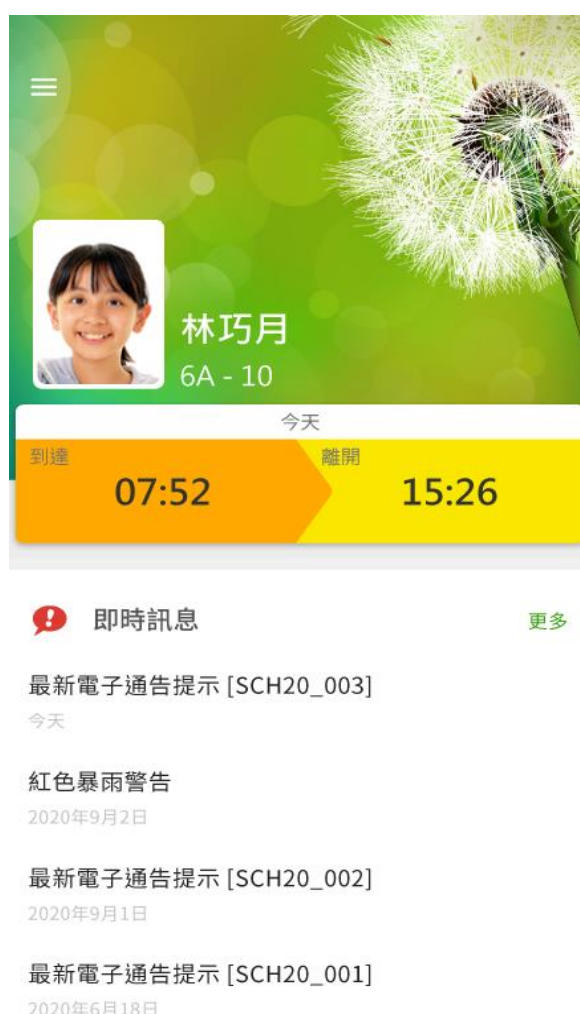 林巧月
6A - 10
今天
到達
離開
07:52
15:26
即時訊息
更多
最新電子通告提示 [SCH20_003]
今天
紅色暴雨警告
2020年9月2日
最新電子通告提示 [SCH20_002]
2020年9月1日
最新電子通告提示 [SCH20_001]
2020年6月18日